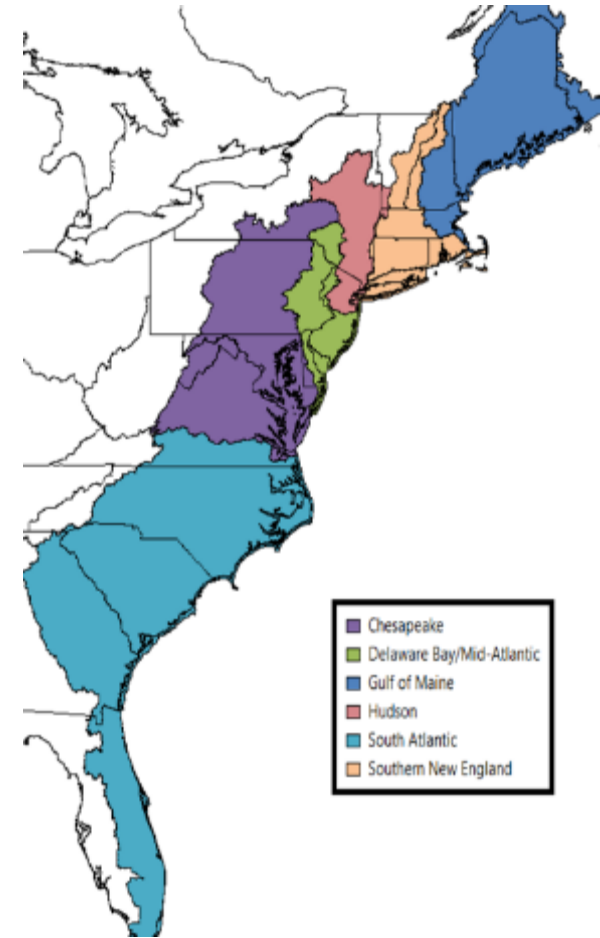 Chesapeake
Delaware Bay/Mid-Atlantic
Gulf of Maine
Hudson
South Atlantic
Southern New England